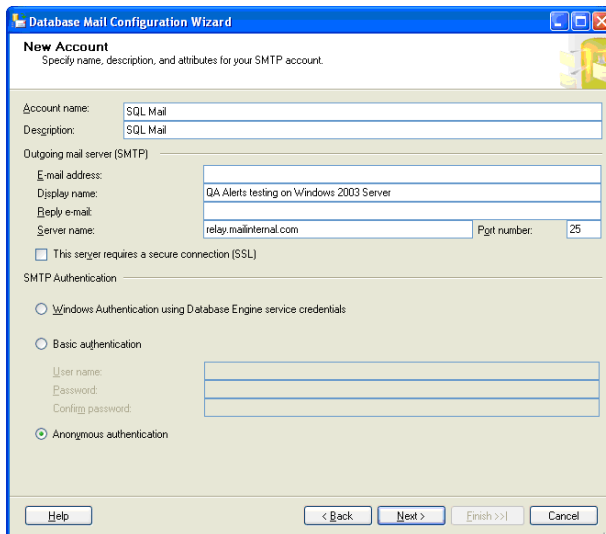 Database Mail Configuration Wizard
New Account
Specify name, description, and attributes for your SMTP account.
Account name: SQL Mail
Description: SQL Mail
Outgoing mail server (SMTP)
E-mail address:
Display name: QA Alerts testing on Windows 2003 Server
Reply e-mail:
Server name: relay.mailinternal.com Port number: 25
This server requires a secure connection (SSL)
SMTP Authentication
Windows Authentication using Database Engine service credentials
Basic authentication
User name:
Password:
Confirm password:
Anonymous authentication
Help < Back Next > Finish >>| Cancel